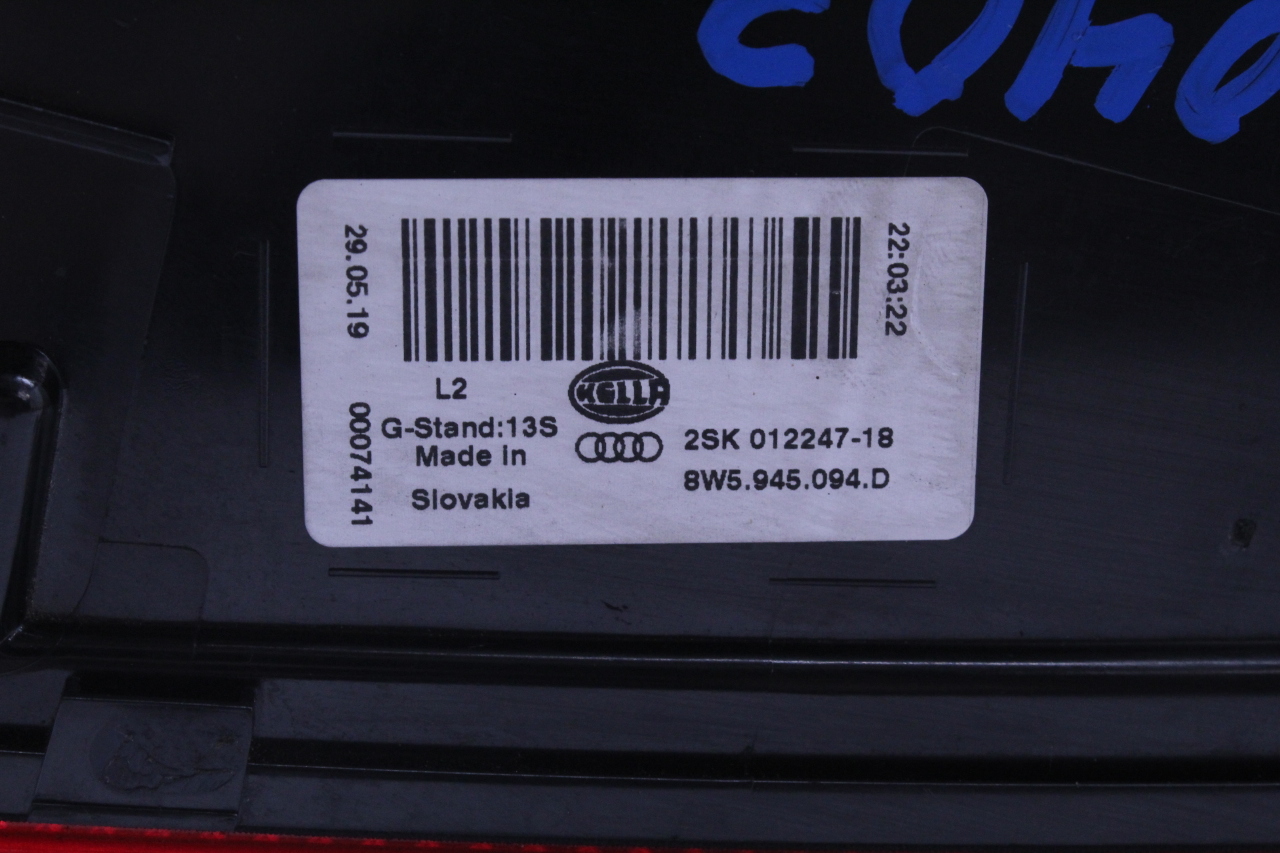 29.05.19
22:03:22
L2
HELLA
G-Stand:13S
2SK 012247-18
Made in
8W5.945.094.D
Slovakia
00074141